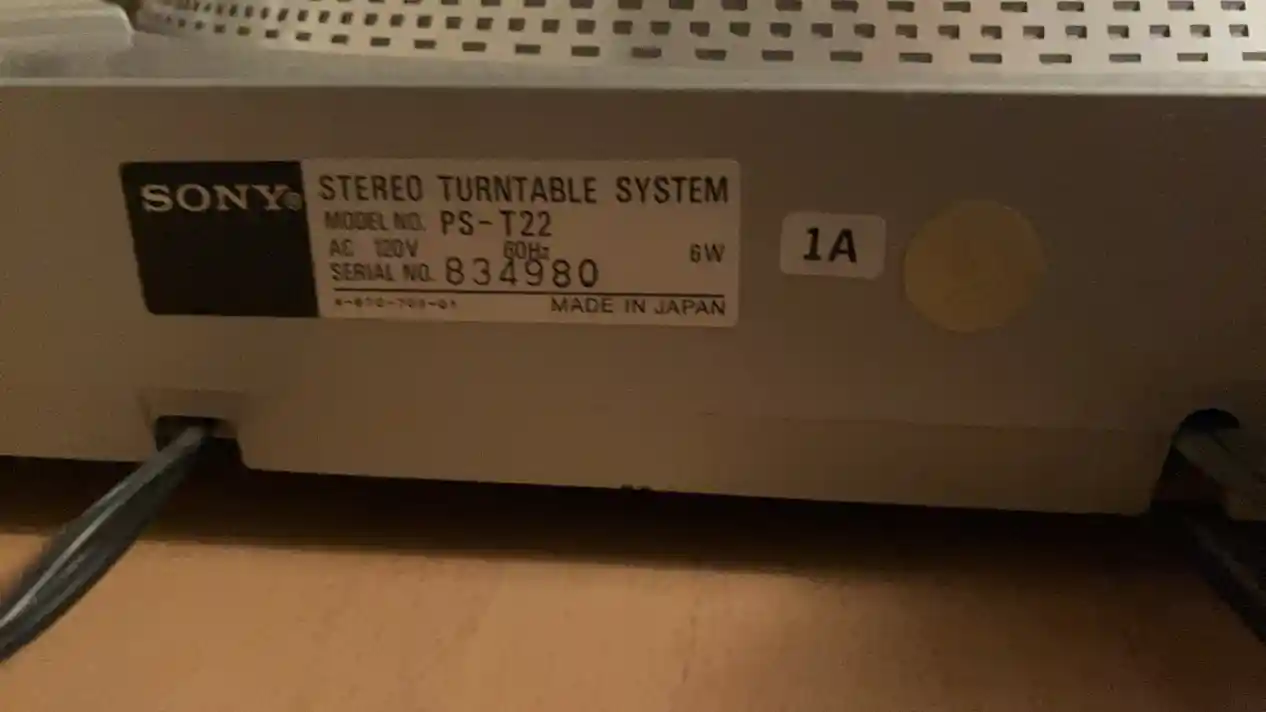 SONY®
STEREO TURNTABLE SYSTEM
MODEL NO. PS-T22
AC 120V 60Hz 6W
SERIAL NO. 834980
MADE IN JAPAN
1A